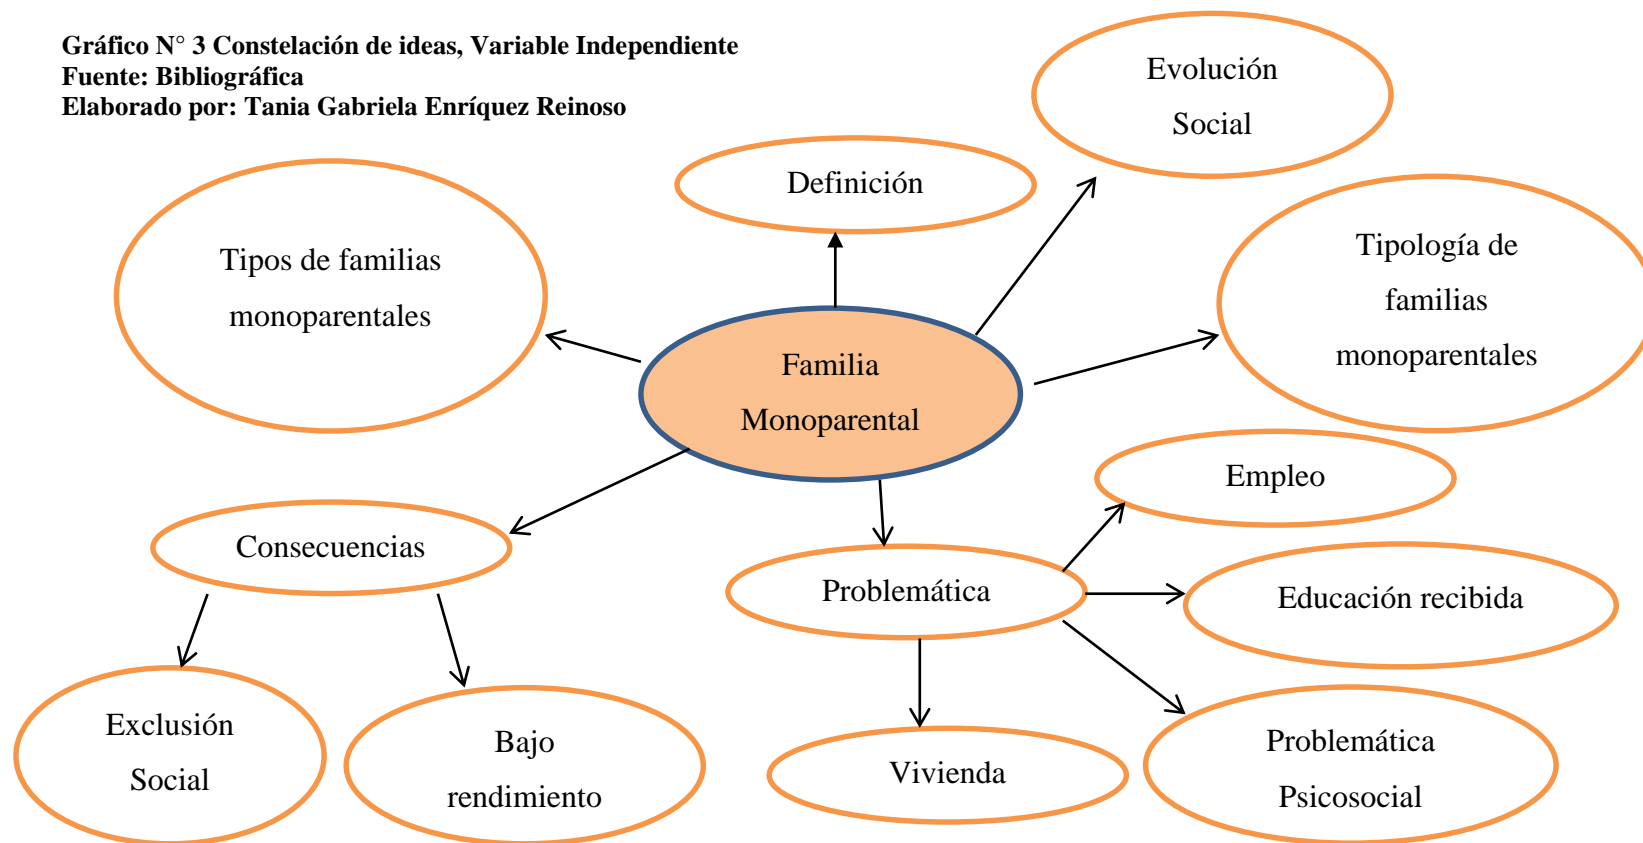 Gráfico N° 3 Constelación de ideas, Variable Independiente
Fuente: Bibliográfica
Elaborado por: Tania Gabriela Enríquez Reinoso
Evolución
Social
Definición
Tipos de familias
monoparentales
Tipología de
familias
monoparentales
Familia
Monoparental
Empleo
Consecuencias
Problemática
Educación recibida
Exclusión
Social
Bajo
rendimiento
Vivienda
Problemática
Psicosocial